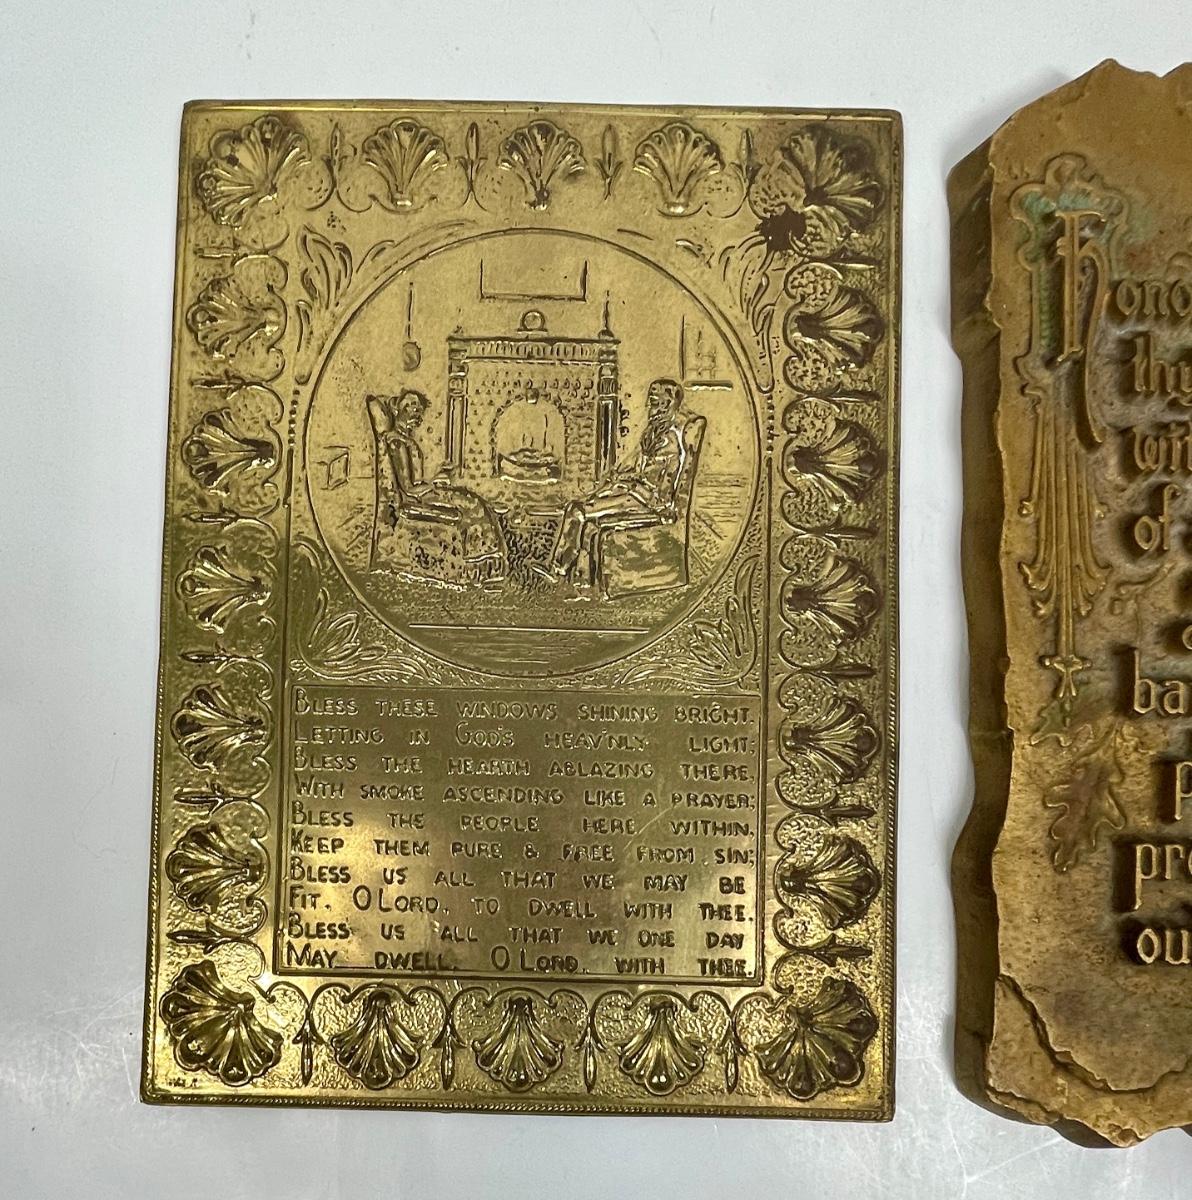 BLESS THESE WINDOWS SHINING BRIGHT.
LETTING IN GOD'S HEAV'NLY LIGHT;
BLESS THE HEARTH ABLAZING THERE,
WITH SMOKE ASCENDING LIKE A PRAYER;
BLESS THE PEOPLE HERE WITHIN,
KEEP THEM PURE & FREE FROM SIN;
BLESS US ALL THAT WE MAY BE
FIT, O LORD, TO DWELL WITH THEE.
BLESS US ALL THAT WE ONE DAY
MAY DWELL, O LORD, WITH THEE.
hono
thy
wit
of
ba
p
pre
ou